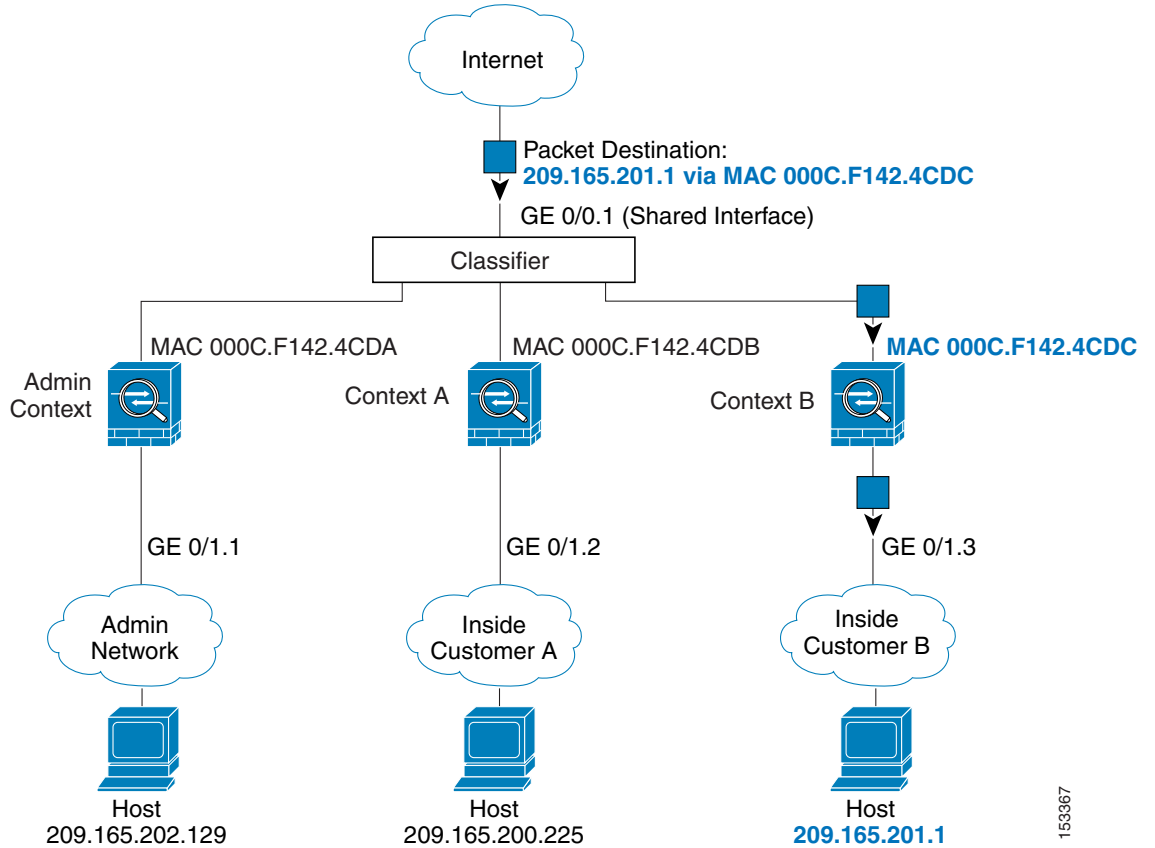 Internet
Packet Destination:
209.165.201.1 via MAC 000C.F142.4CDC
GE 0/0.1 (Shared Interface)
Classifier
MAC 000C.F142.4CDA
MAC 000C.F142.4CDB
MAC 000C.F142.4CDC
Admin
Context
Context A
Context B
GE 0/1.1
GE 0/1.2
GE 0/1.3
Admin
Network
Inside
Customer A
Inside
Customer B
Host
209.165.202.129
Host
209.165.200.225
Host
209.165.201.1
153367